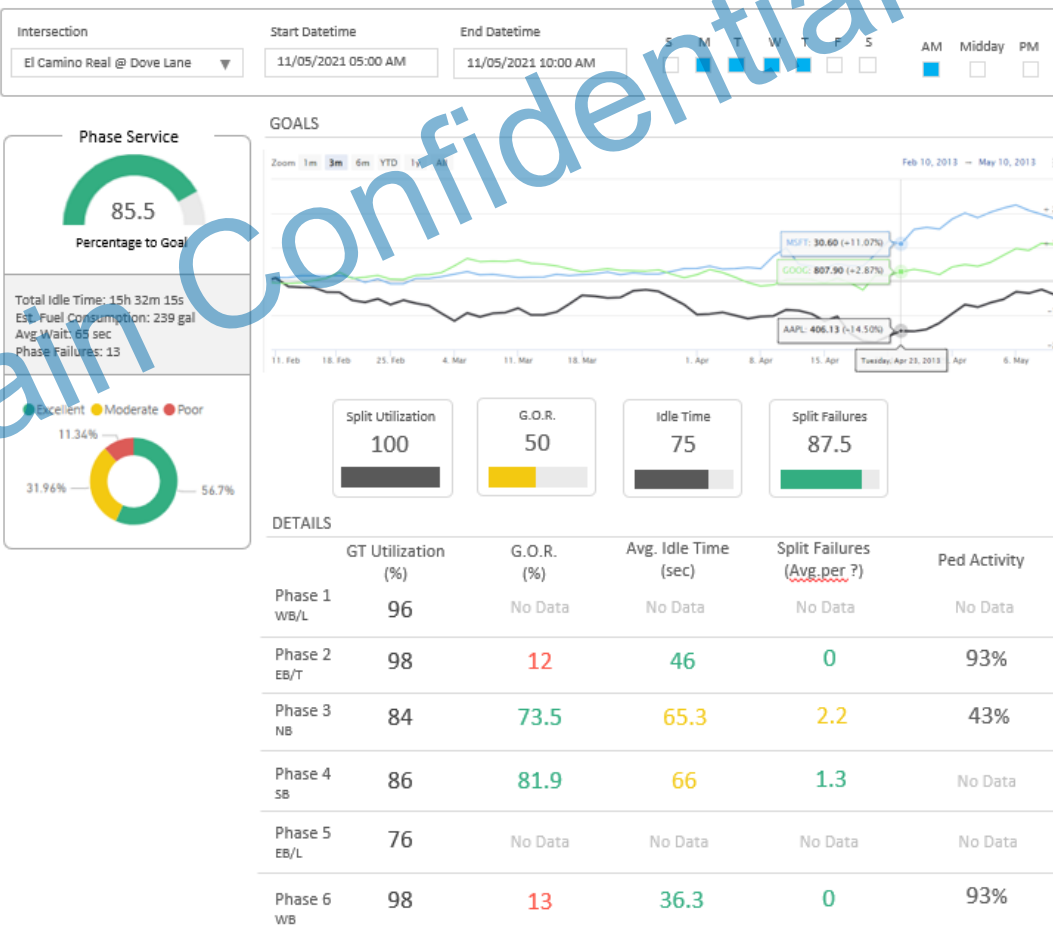 Intersection
El Camino Real @ Dove Lane
Start Datetime
11/05/2021 05:00 AM
End Datetime
11/05/2021 10:00 AM
S M T W T F S
AM Midday PM
ain Confidential
Phase Service
85.5
Percentage to Goal
Total Idle Time: 15h 32m 15s
Est. Fuel Consumption: 239 gal
Avg Wait: 65 sec
Phase Failures: 13
Excellent Moderate Poor
11.34%
31.96%
56.7%
GOALS
Zoom 1m 3m 6m YTD 1y All
Feb 10, 2013 → May 10, 2013
MSFT: 30.60 (+11.07%)
GOOG: 807.90 (+2.87%)
AAPL: 406.13 (-14.50%)
11. Feb 18. Feb 25. Feb 4. Mar 11. Mar 18. Mar 1. Apr 8. Apr 15. Apr Apr 6. May
Tuesday, Apr 23, 2013
Split Utilization
100
G.O.R.
50
Idle Time
75
Split Failures
87.5
DETAILS
GT Utilization (%) G.O.R. (%) Avg. Idle Time (sec) Split Failures (Avg.per ?) Ped Activity
Phase 1 WB/L 96 No Data No Data No Data No Data
Phase 2 EB/T 98 12 46 0 93%
Phase 3 NB 84 73.5 65.3 2.2 43%
Phase 4 SB 86 81.9 66 1.3 No Data
Phase 5 EB/L 76 No Data No Data No Data No Data
Phase 6 WB 98 13 36.3 0 93%